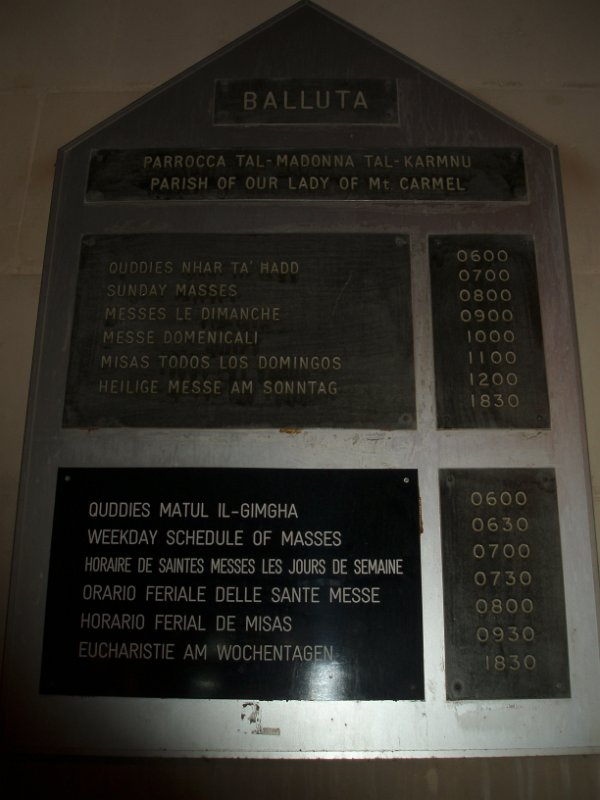 BALLUTA
PARROCCA TAL-MADONNA TAL-KARMNU
PARISH OF OUR LADY OF Mt. CARMEL
QUDDIES NHAR TA' ĦADD
SUNDAY MASSES
MESSES LE DIMANCHE
MESSE DOMENICALI
MISAS TODOS LOS DOMINGOS
HEILIGE MESSE AM SONNTAG
0600
0700
0800
0900
1000
1100
1200
1830
QUDDIES MATUL IL-GIMGHA
WEEKDAY SCHEDULE OF MASSES
HORAIRE DE SAINTES MESSES LES JOURS DE SEMAINE
ORARIO FERIALE DELLE SANTE MESSE
HORARIO FERIAL DE MISAS
EUCHARISTIE AM WOCHENTAGEN
0600
0630
0700
0730
0800
0930
1830